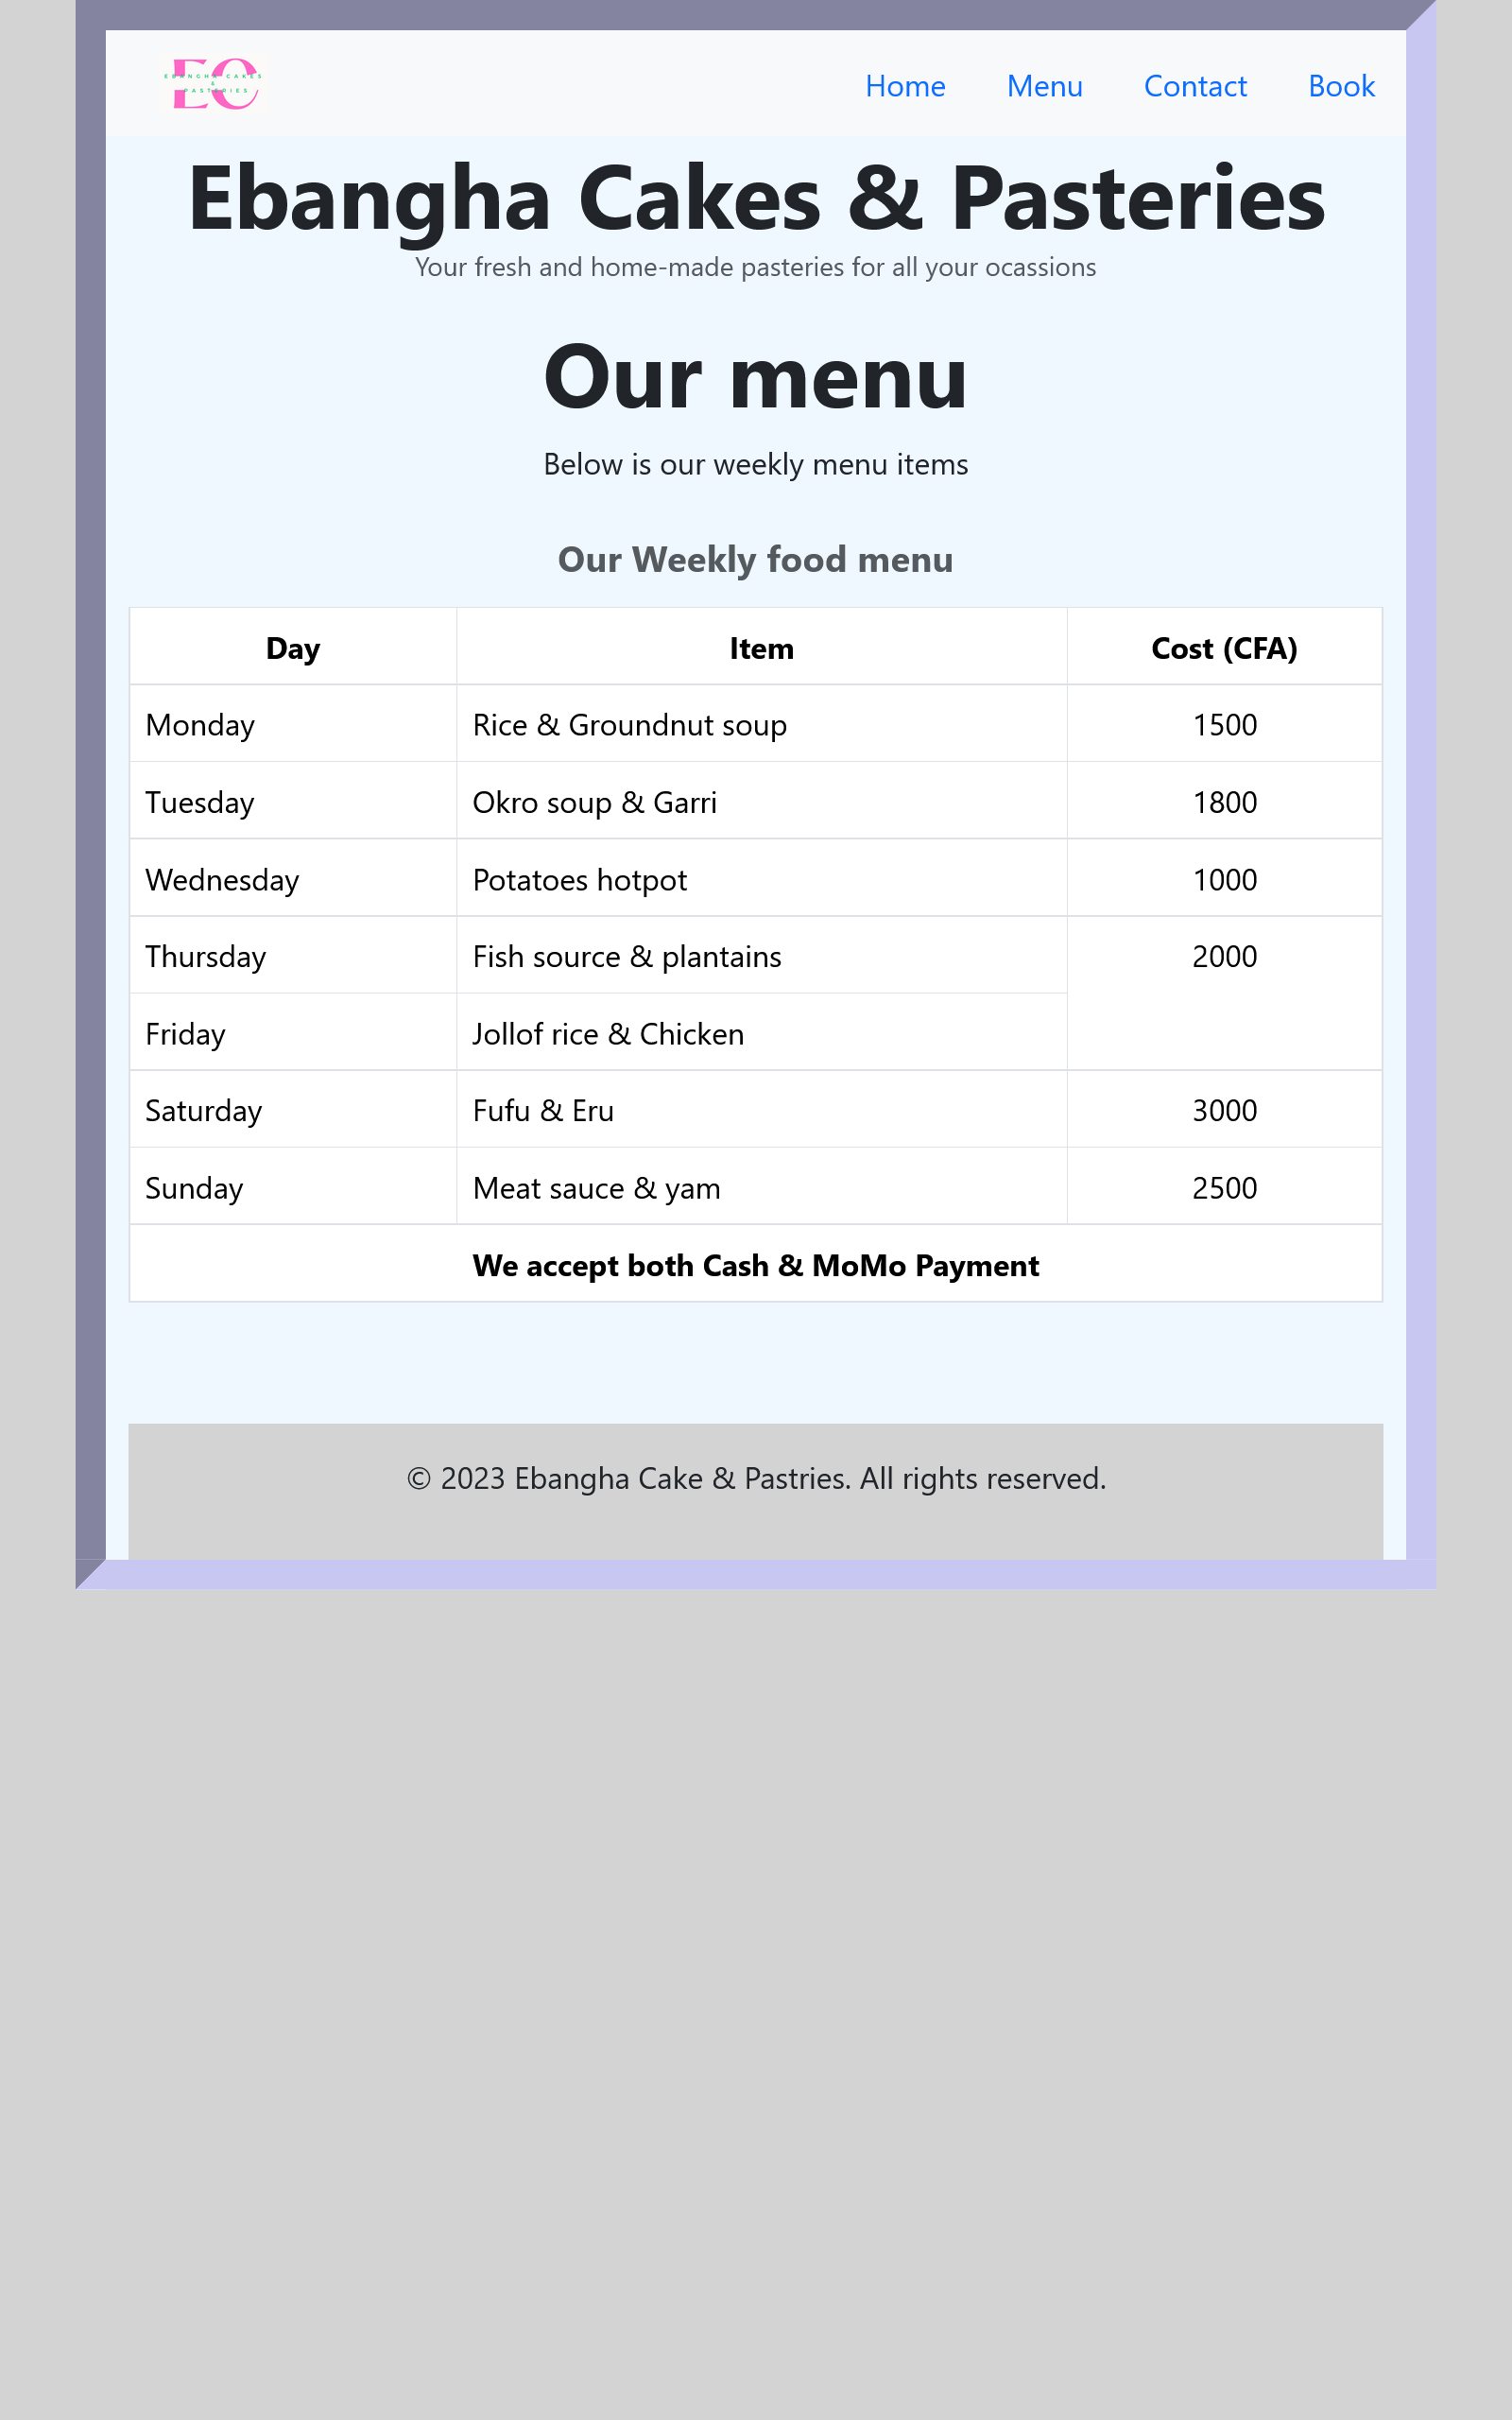 EC
EBANGHA CAKES
&
PASTERIES
Home Menu Contact Book
Ebangha Cakes & Pasteries
Your fresh and home-made pasteries for all your ocassions
Our menu
Below is our weekly menu items
Our Weekly food menu
Day Item Cost (CFA)
Monday Rice & Groundnut soup 1500
Tuesday Okro soup & Garri 1800
Wednesday Potatoes hotpot 1000
Thursday Fish source & plantains 2000
Friday Jollof rice & Chicken
Saturday Fufu & Eru 3000
Sunday Meat sauce & yam 2500
We accept both Cash & MoMo Payment
© 2023 Ebangha Cake & Pastries. All rights reserved.